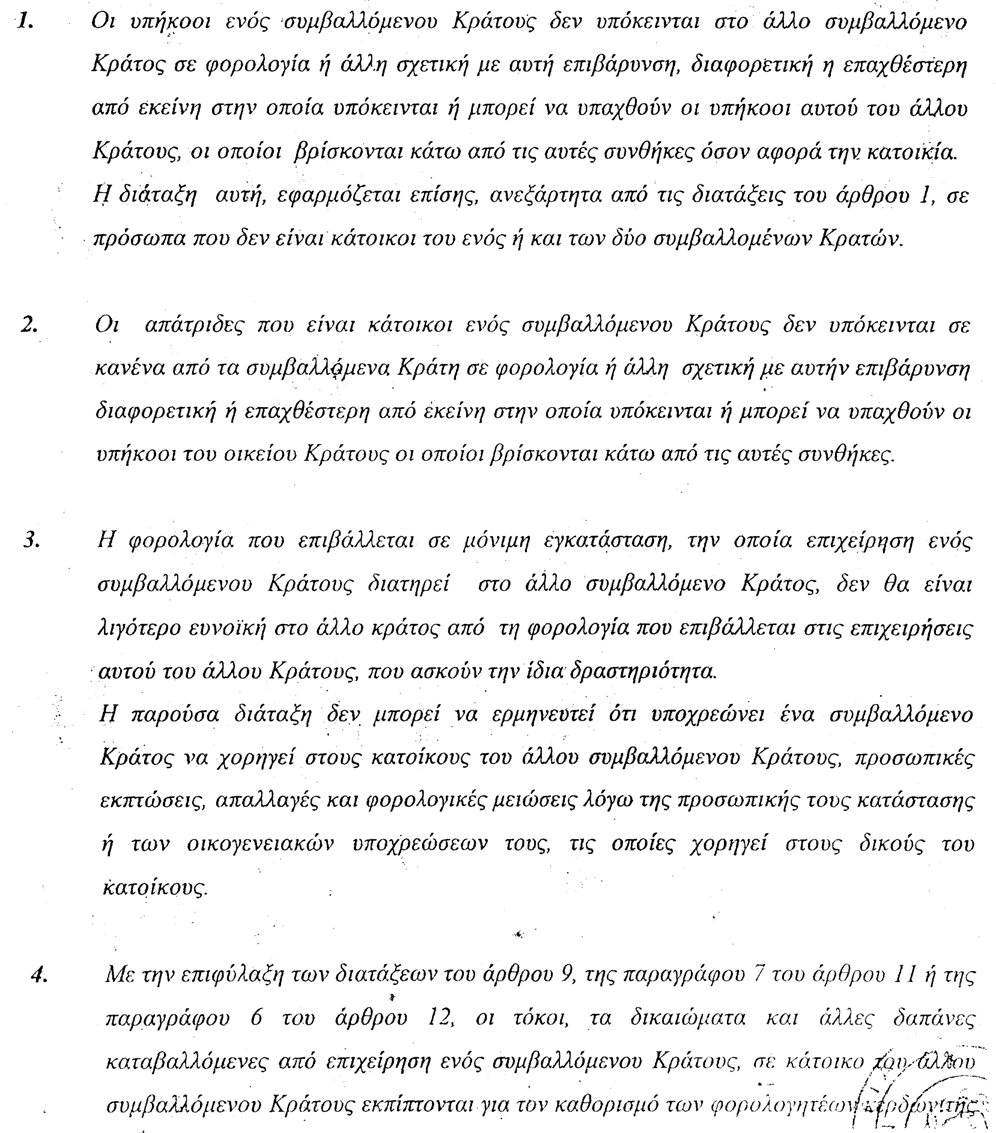 1. Οι υπήκοοι ενός συμβαλλόμενου Κράτους δεν υπόκεινται στο άλλο συμβαλλόμενο
Κράτος σε φορολογία ή άλλη σχετική με αυτή επιβάρυνση, διαφορετική η επαχθέστερη
από εκείνη στην οποία υπόκεινται ή μπορεί να υπαχθούν οι υπήκοοι αυτού του άλλου
Κράτους, οι οποίοι βρίσκονται κάτω από τις αυτές συνθήκες όσον αφορά την κατοικία.
Η διάταξη αυτή, εφαρμόζεται επίσης, ανεξάρτητα από τις διατάξεις του άρθρου 1, σε
πρόσωπα που δεν είναι κάτοικοι του ενός ή και των δύο συμβαλλομένων Κρατών.
2. Οι απάτριδες που είναι κάτοικοι ενός συμβαλλόμενου Κράτους δεν υπόκεινται σε
κανένα από τα συμβαλλόμενα Κράτη σε φορολογία ή άλλη σχετική με αυτήν επιβάρυνση
διαφορετική ή επαχθέστερη από εκείνη στην οποία υπόκεινται ή μπορεί να υπαχθούν οι
υπήκοοι του οικείου Κράτους οι οποίοι βρίσκονται κάτω από τις αυτές συνθήκες.
3. Η φορολογία που επιβάλλεται σε μόνιμη εγκατάσταση, την οποία επιχείρηση ενός
συμβαλλόμενου Κράτους διατηρεί στο άλλο συμβαλλόμενο Κράτος, δεν θα είναι
λιγότερο ευνοϊκή στο άλλο κράτος από τη φορολογία που επιβάλλεται στις επιχειρήσεις
αυτού του άλλου Κράτους, που ασκούν την ίδια δραστηριότητα.
Η παρούσα διάταξη δεν μπορεί να ερμηνευτεί ότι υποχρεώνει ένα συμβαλλόμενο
Κράτος να χορηγεί στους κατοίκους του άλλου συμβαλλόμενου Κράτους, προσωπικές
εκπτώσεις, απαλλαγές και φορολογικές μειώσεις λόγω της προσωπικής τους κατάστασης
ή των οικογενειακών υποχρεώσεων τους, τις οποίες χορηγεί στους δικούς του
κατοίκους.
4. Με την επιφύλαξη των διατάξεων του άρθρου 9, της παραγράφου 7 του άρθρου 11 ή της
παραγράφου 6 του άρθρου 12, οι τόκοι, τα δικαιώματα και άλλες δαπάνες
καταβαλλόμενες από επιχείρηση ενός συμβαλλόμενου Κράτους, σε κάτοικο του άλλου
συμβαλλόμενου Κράτους εκπίπτονται για τον καθορισμό των φορολογητέων κερδών της